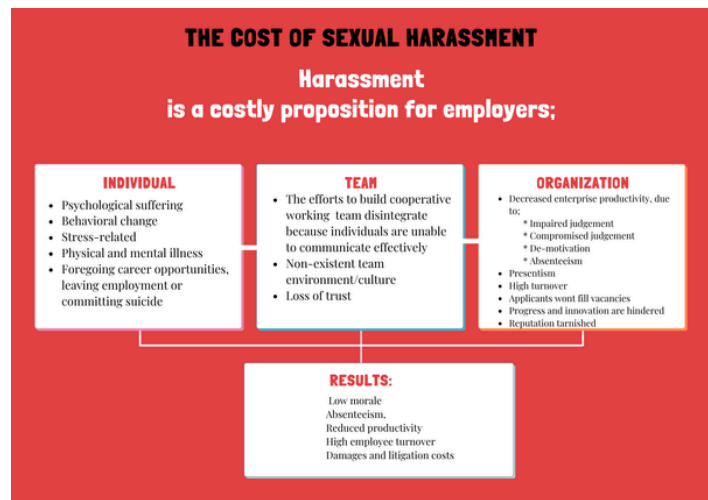 THE COST OF SEXUAL HARASSMENT
Harassment
is a costly proposition for employers;
INDIVIDUAL
• Psychological suffering
• Behavioral change
• Stress-related
• Physical and mental illness
• Foregoing career opportunities,
leaving employment or
committing suicide
TEAM
• The efforts to build cooperative
working team disintegrate
because individuals are unable
to communicate effectively
• Non-existent team
environment/culture
• Loss of trust
ORGANIZATION
• Decreased enterprise productivity, due
to;
* Impaired judgement
* Compromised judgement
* De-motivation
* Absenteeism
• Presentism
• High turnover
• Applicants wont fill vacancies
• Progress and innovation are hindered
• Reputation tarnished
RESULTS:
Low morale
Absenteeism,
Reduced productivity
High employee turnover
Damages and litigation costs